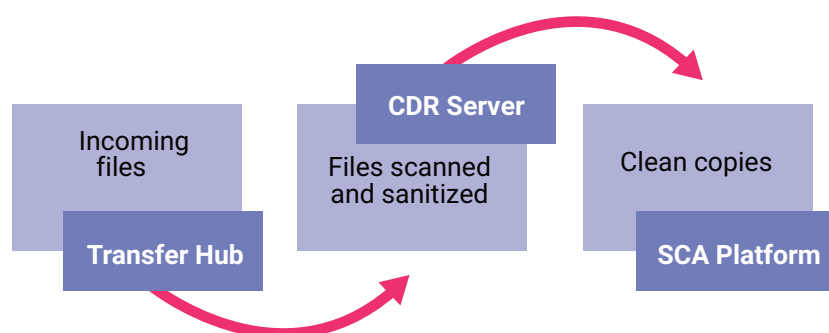 Incoming
files
Transfer Hub
CDR Server
Files scanned
and sanitized
Clean copies
SCA Platform